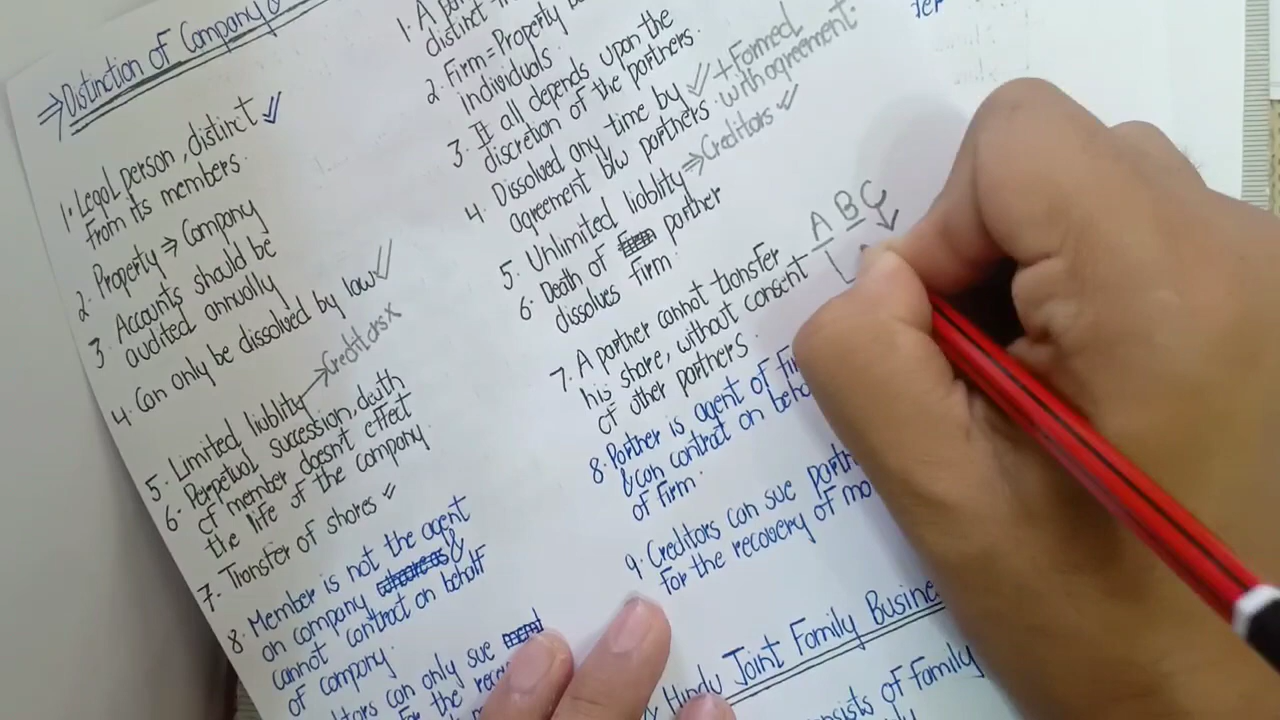 ⇒Distinction of Company &
1. Legal person, distinct
from its members.
2. Property ⇒ Company
3. Accounts should be
audited annually
4. Can only be dissolved by law
5. Limited liablity → Creditors x
6. Perpetual succession, death
of member doesn't effect
the life of the company.
7. Transfer of shares
8. Member is not the agent
on company &
cannot contract on behalf
of company.
can only sue
For the
1. A
distinct
2. Firm=Property
individuals.
3. It all depends upon the
discretion of the partners.
4. Dissolved any time by + Formed
agreement b/w partners. with agreement.
5. Unlimited liablity ⇒ Creditors
6. Death of partner
dissolves firm.
7. A partner cannot transfer
his share, without consent
of other partners.
A B C
8. Partner is agent of
& can contract on
of firm.
9. Creditors can sue
For the recovery of
Hindu Joint Family
of Family